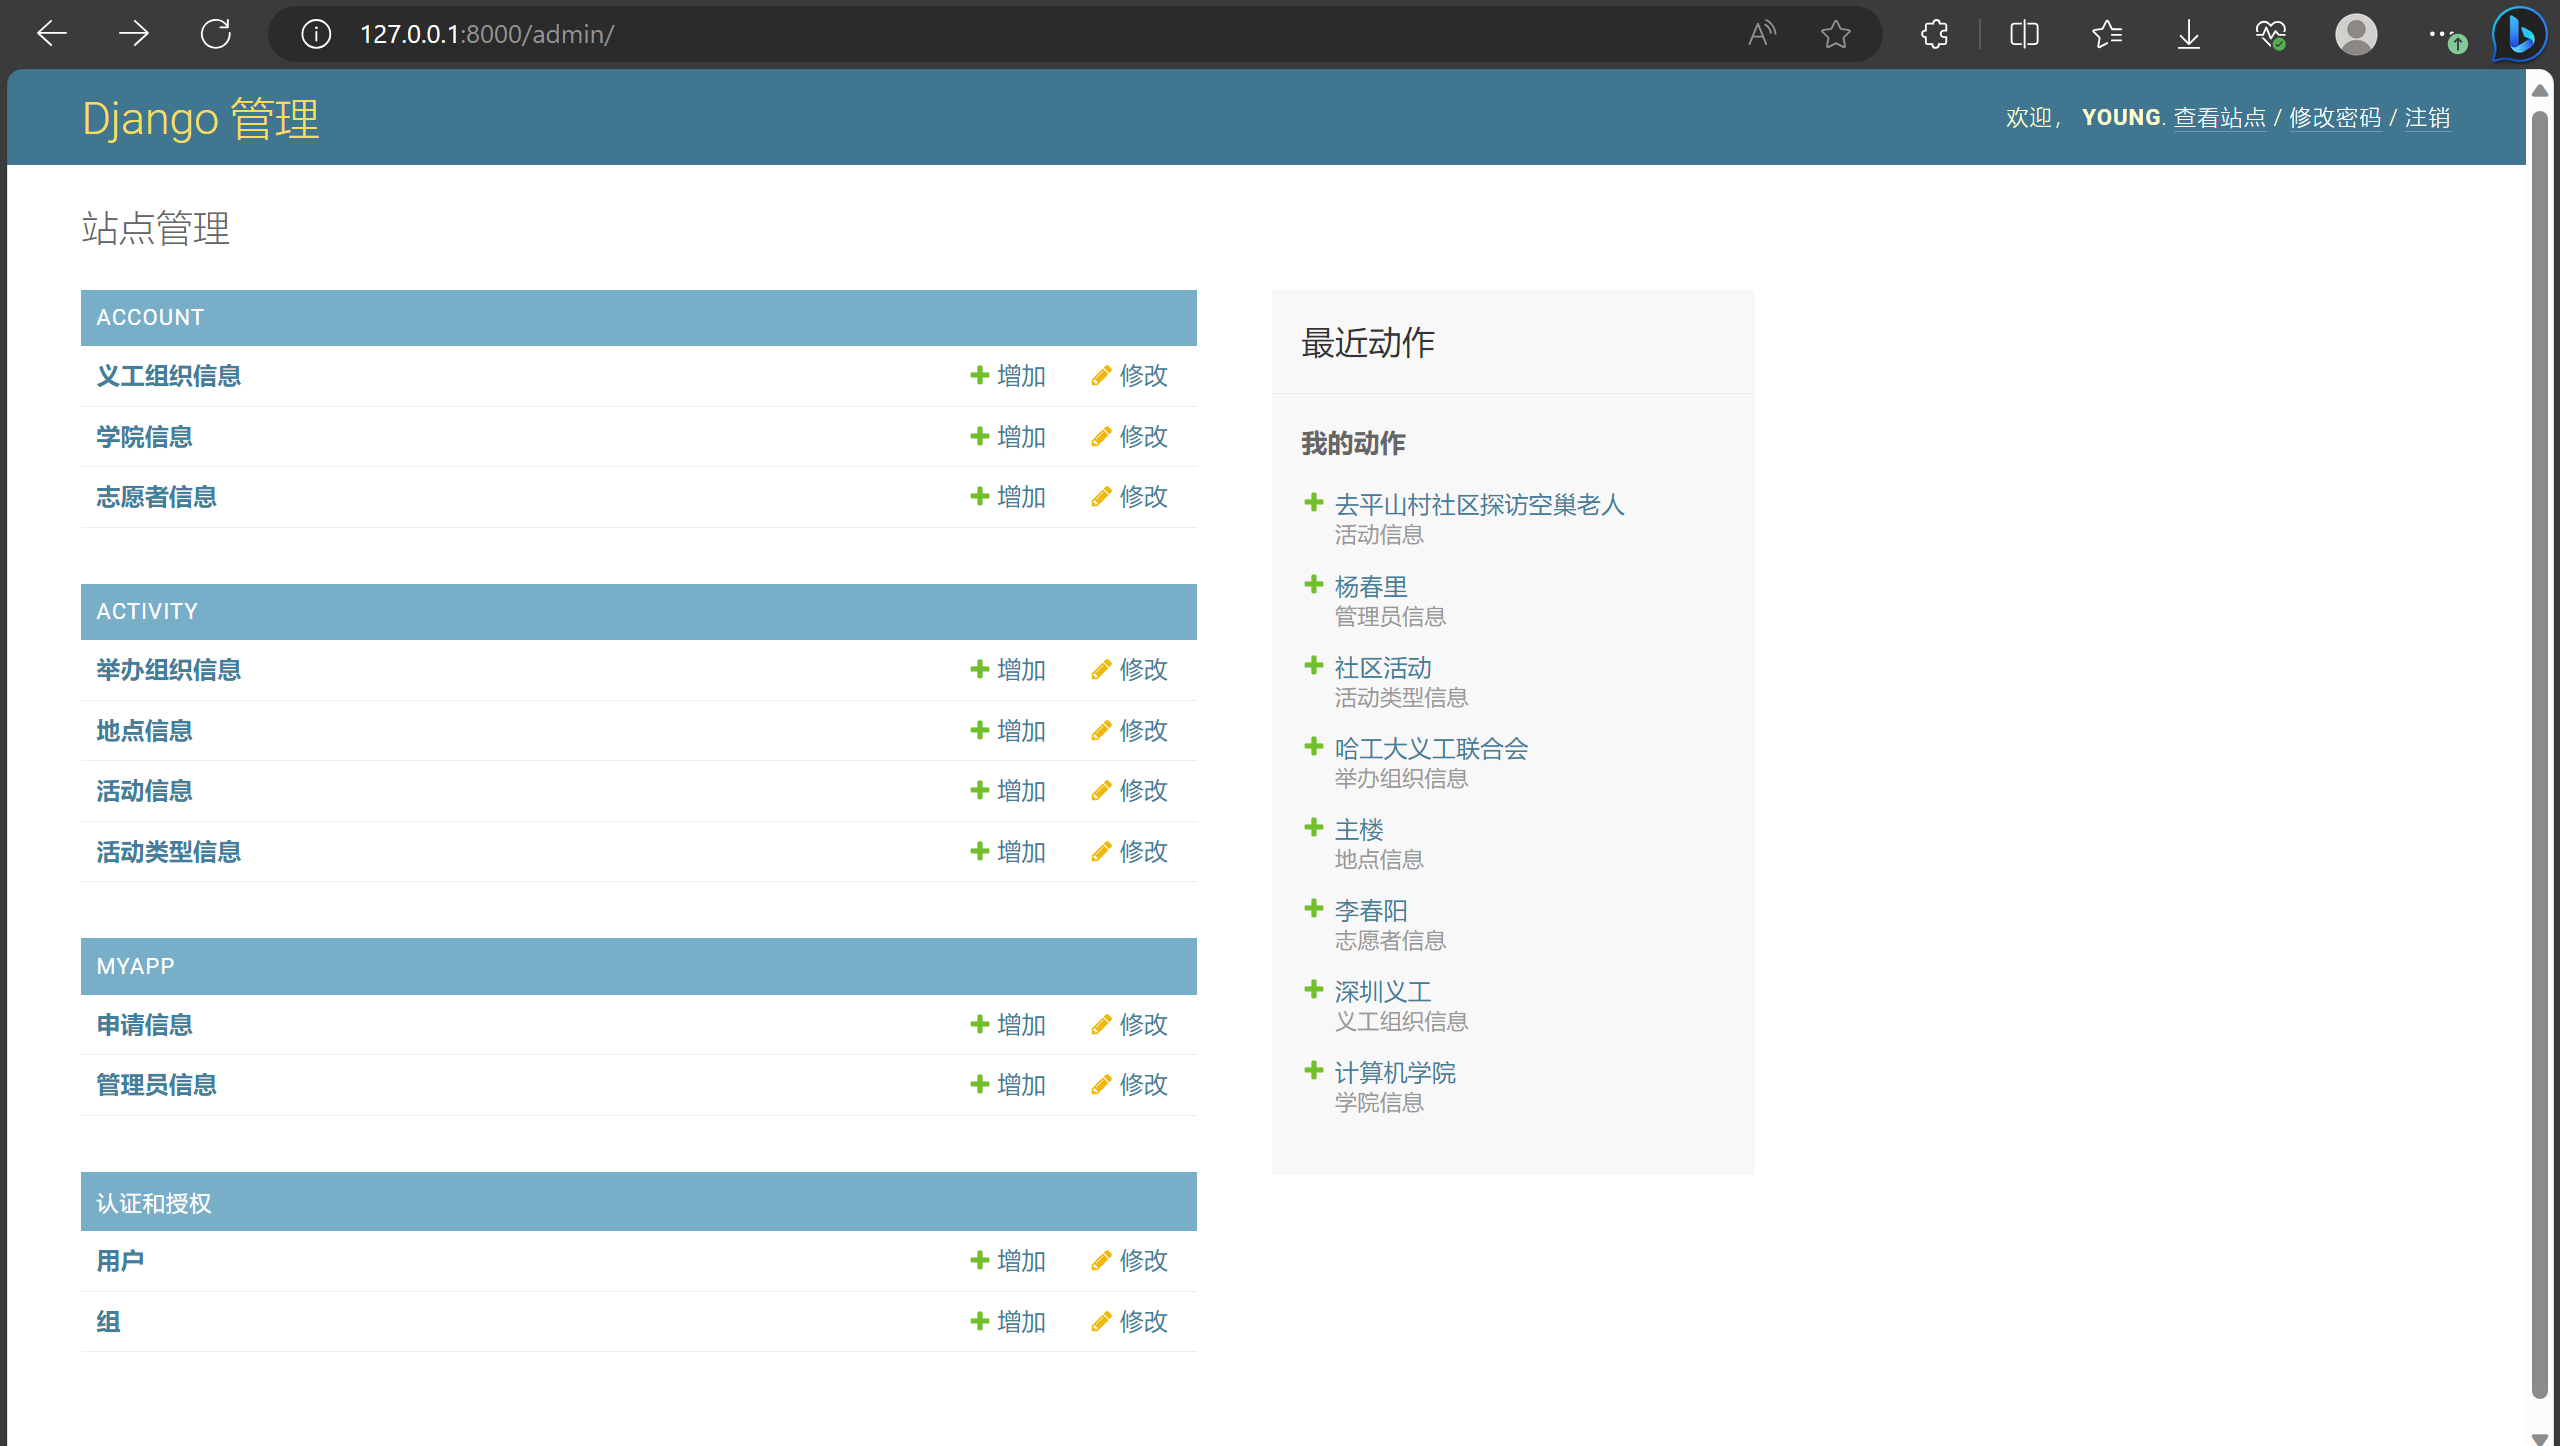 127.0.0.1:8000/admin/
Django 管理
欢迎， YOUNG. 查看站点 / 修改密码 / 注销
站点管理
ACCOUNT
义工组织信息 增加 修改
学院信息 增加 修改
志愿者信息 增加 修改
ACTIVITY
举办组织信息 增加 修改
地点信息 增加 修改
活动信息 增加 修改
活动类型信息 增加 修改
MYAPP
申请信息 增加 修改
管理员信息 增加 修改
认证和授权
用户 增加 修改
组 增加 修改
最近动作
我的动作
去平山村社区探访空巢老人
活动信息
杨春里
管理员信息
社区活动
活动类型信息
哈工大义工联合会
举办组织信息
主楼
地点信息
李春阳
志愿者信息
深圳义工
义工组织信息
计算机学院
学院信息